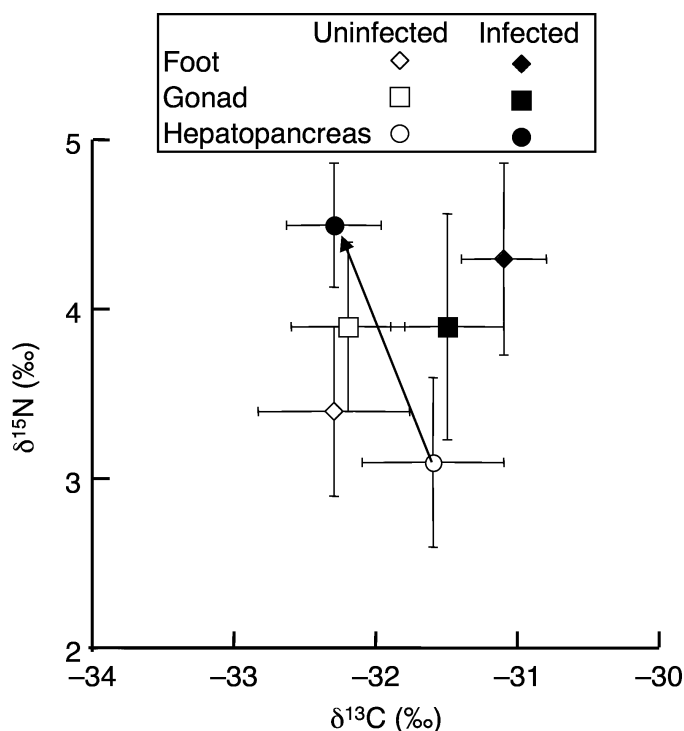 Uninfected Infected
Foot
Gonad
Hepatopancreas
5
4
3
2
δ¹⁵N (‰)
–34 –33 –32 –31 –30
δ¹³C (‰)